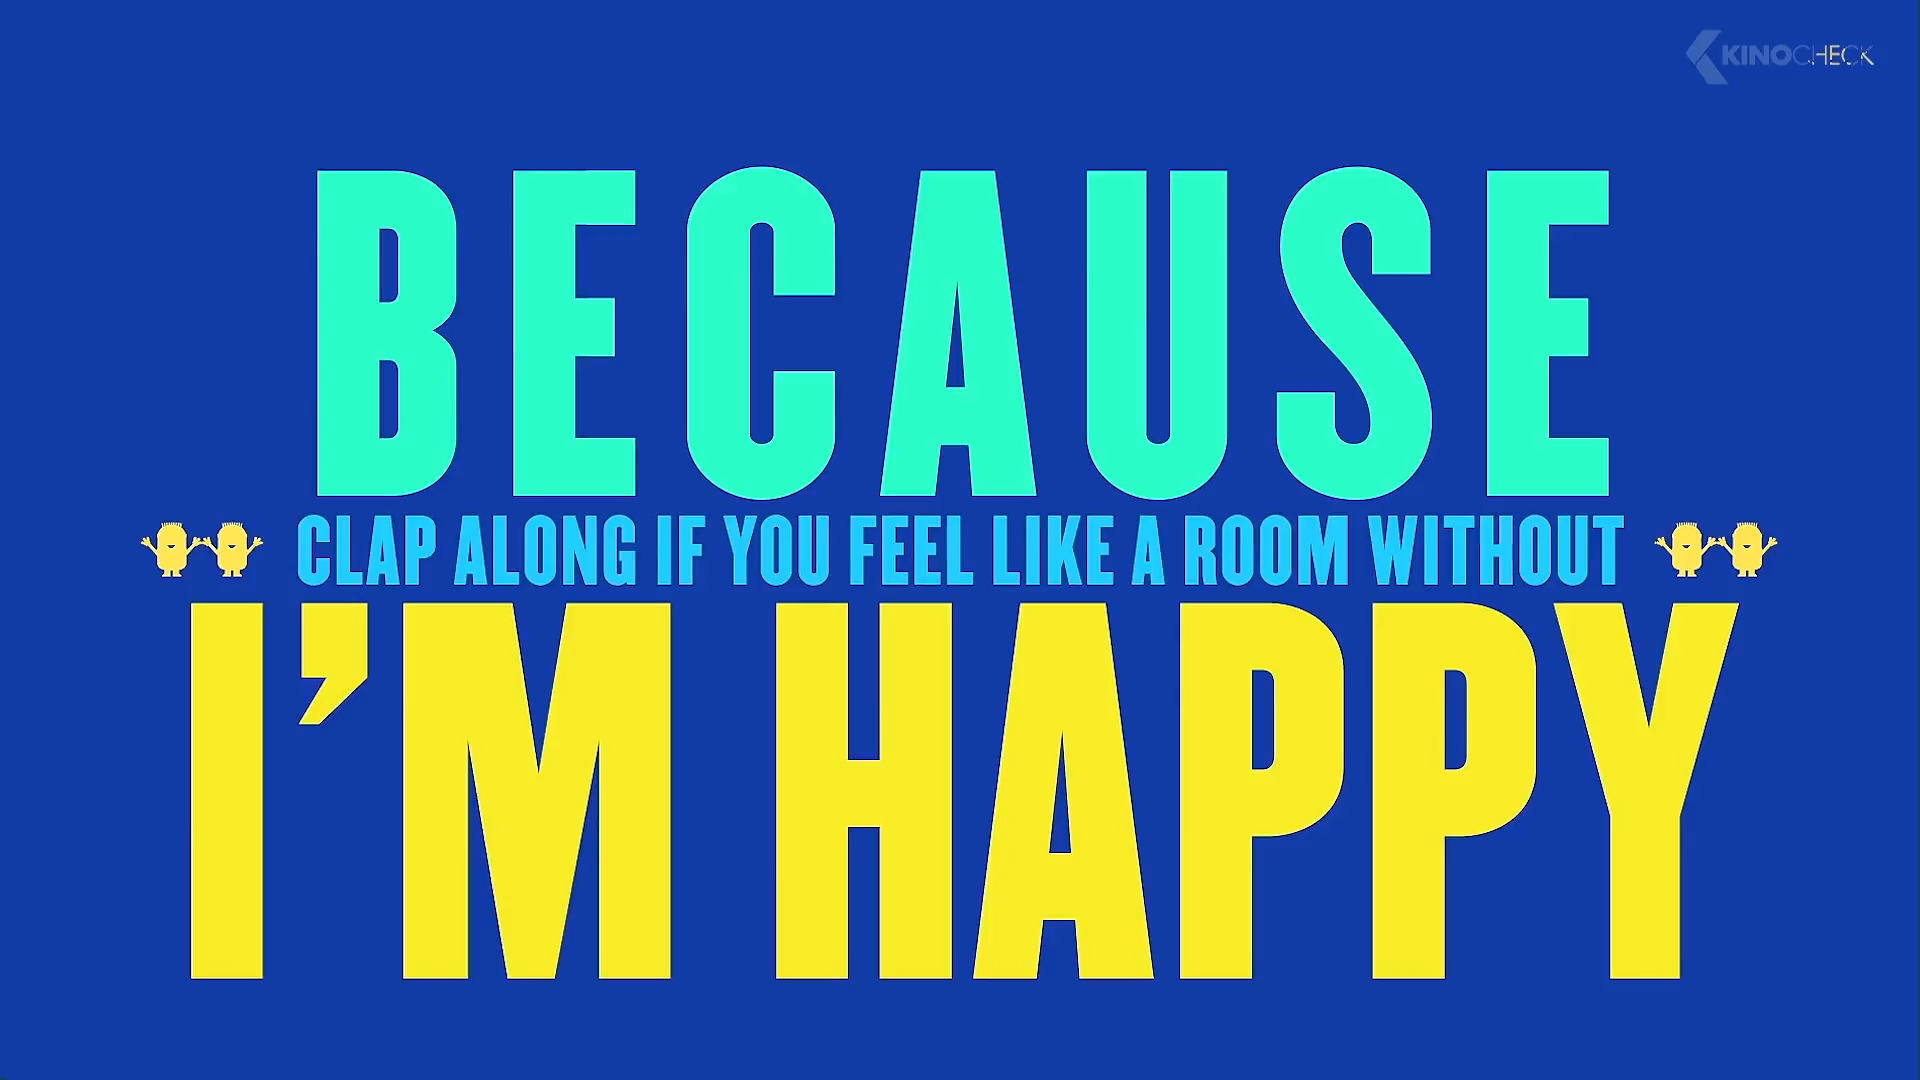 KINOCHECK
BECAUSE
CLAP ALONG IF YOU FEEL LIKE A ROOM WITHOUT
I'M HAPPY